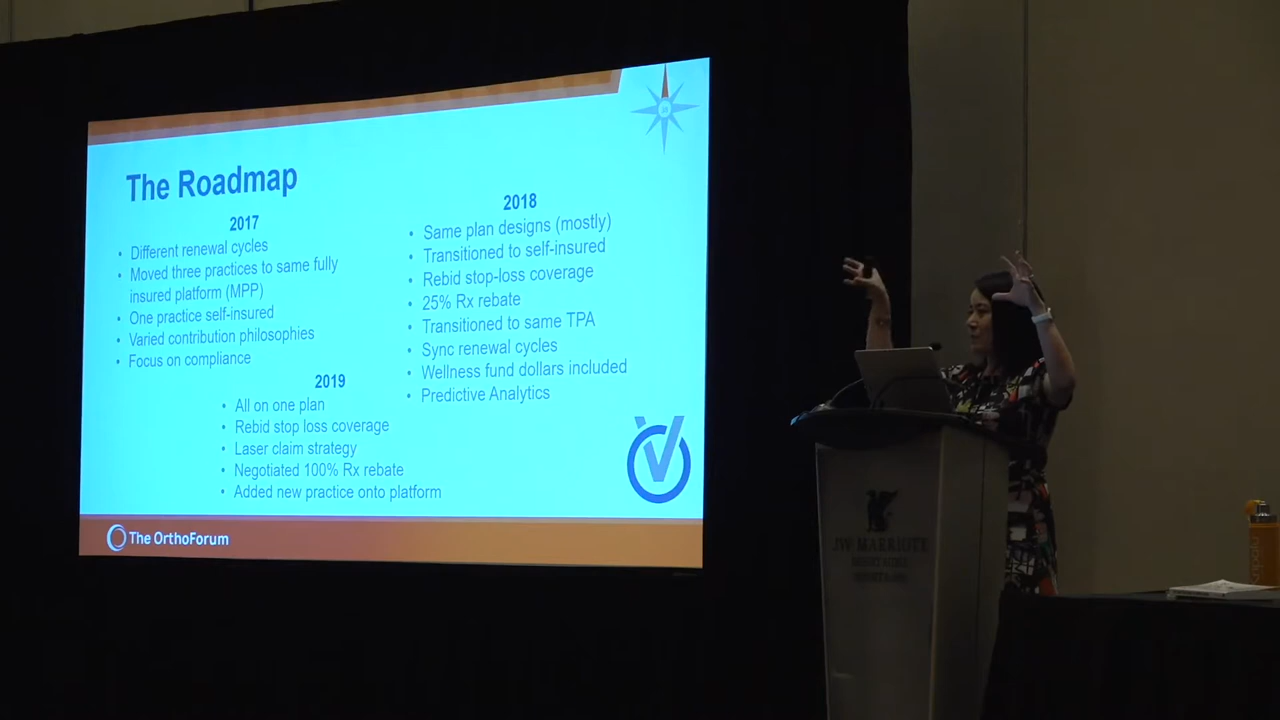 The Roadmap
2017
• Different renewal cycles
• Moved three practices to same fully
insured platform (MPP)
• One practice self-insured
• Varied contribution philosophies
• Focus on compliance
2018
• Same plan designs (mostly)
• Transitioned to self-insured
• Rebid stop-loss coverage
• 25% Rx rebate
• Transitioned to same TPA
• Sync renewal cycles
• Wellness fund dollars included
• Predictive Analytics
2019
• All on one plan
• Rebid stop loss coverage
• Laser claim strategy
• Negotiated 100% Rx rebate
• Added new practice onto platform
The OrthoForum
JW MARRIOTT